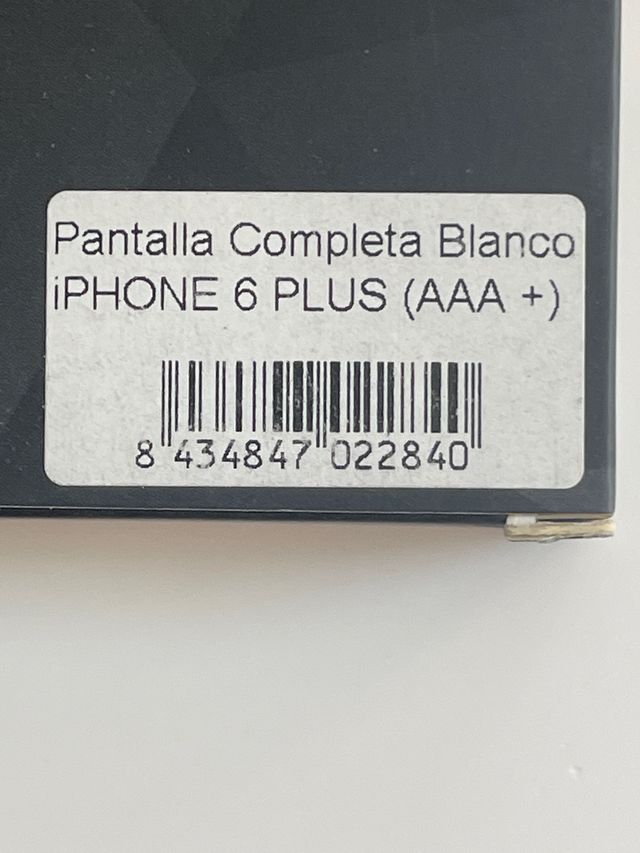 Pantalla Completa Blanco
iPHONE 6 PLUS (AAA +)
8 434847 022840